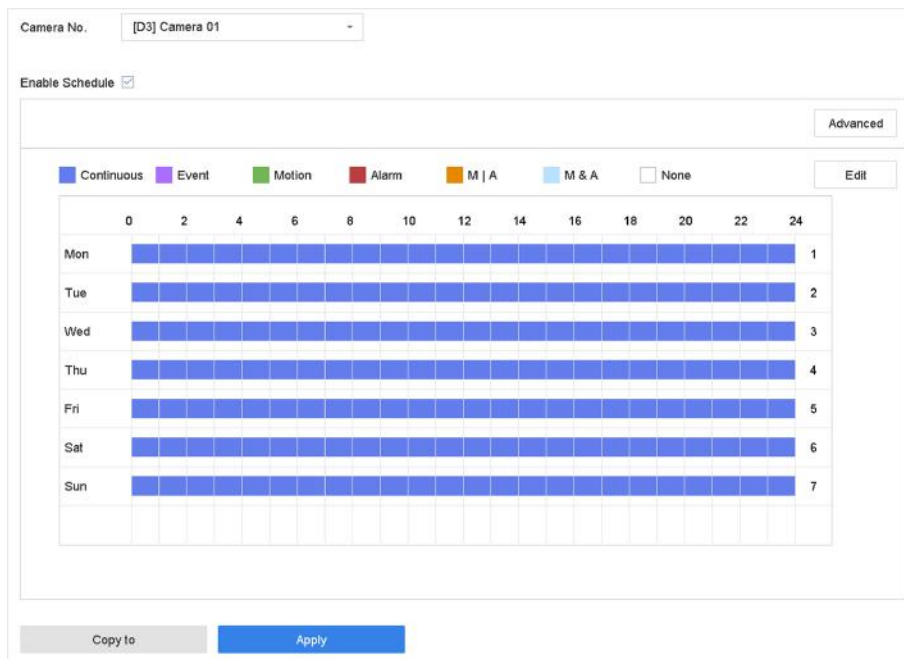 Camera No. [D3] Camera 01
Enable Schedule
Advanced
Continuous Event Motion Alarm M | A M & A None Edit
0 2 4 6 8 10 12 14 16 18 20 22 24
Mon 1
Tue 2
Wed 3
Thu 4
Fri 5
Sat 6
Sun 7
Copy to Apply